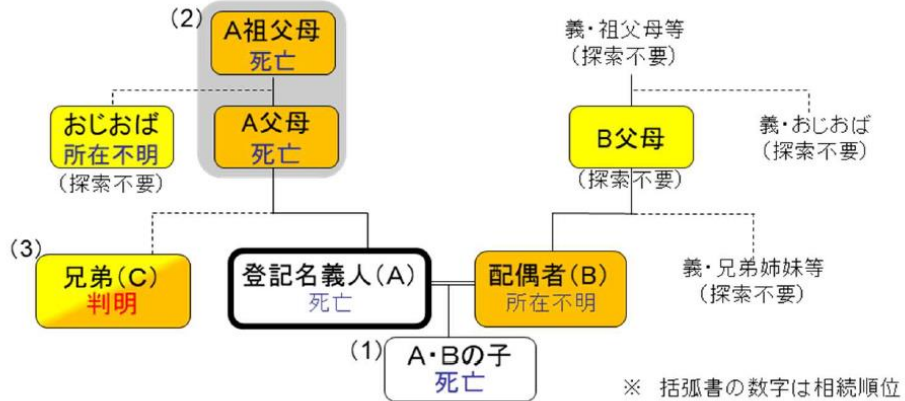 (2)
A祖父母
死亡
義・祖父母等
(探索不要)
おじおば
所在不明
(探索不要)
A父母
死亡
B父母
(探索不要)
義・おじおば
(探索不要)
(3)
兄弟(C)
判明
登記名義人(A)
死亡
配偶者(B)
所在不明
義・兄弟姉妹等
(探索不要)
(1)
A・Bの子
死亡
※ 括弧書の数字は相続順位